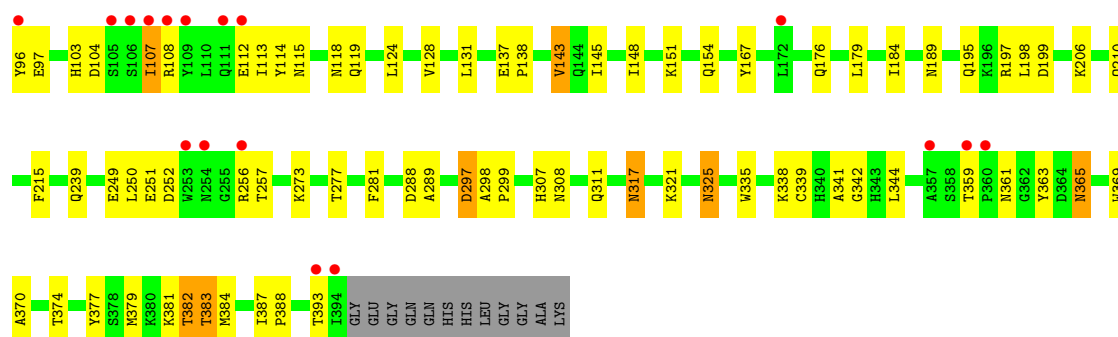 Y96 E97 H103 D104 S105 S106 I107 R108 Y109 L110 Q111 E112 I113 Y114 N115 N118 Q119 L124 V128 L131 E137 P138 V143 Q144 I145 I148 K151 Q154 Y167 L172 Q176 L179 I184 N189 Q195 K196 R197 L198 D199 K206
F215 Q239 E249 L250 E251 D252 W253 N254 G255 R256 T257 K273 T277 F281 D288 A289 D297 A298 P299 H307 N308 Q311 N317 K321 N325 W335 K338 C339 H340 A341 G342 H343 L344 A357 S358 T359 P360 N361 G362 Y363 D364 N365 W369
A370 T374 Y377 S378 M379 K380 K381 T382 T383 M384 I387 P388 T393 I394 GLY GLU GLY GLN GLN HIS HIS LEU GLY GLY ALA LYS